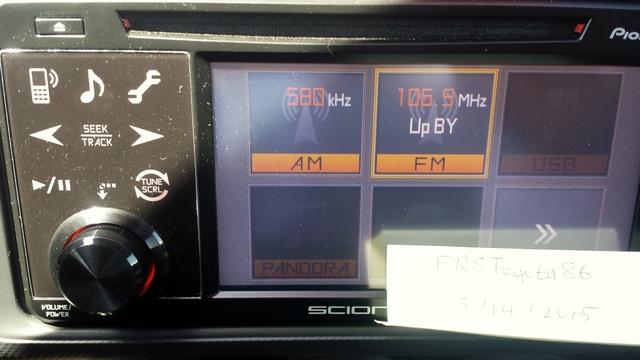 Pio
SEEK
TRACK
TUNE
SCRL
VOLUME/
POWER
580 kHz
AM
106.9 MHz
Up BY
FM
USB
PANDORA
SCION
FRSToyota86
5/14/2015